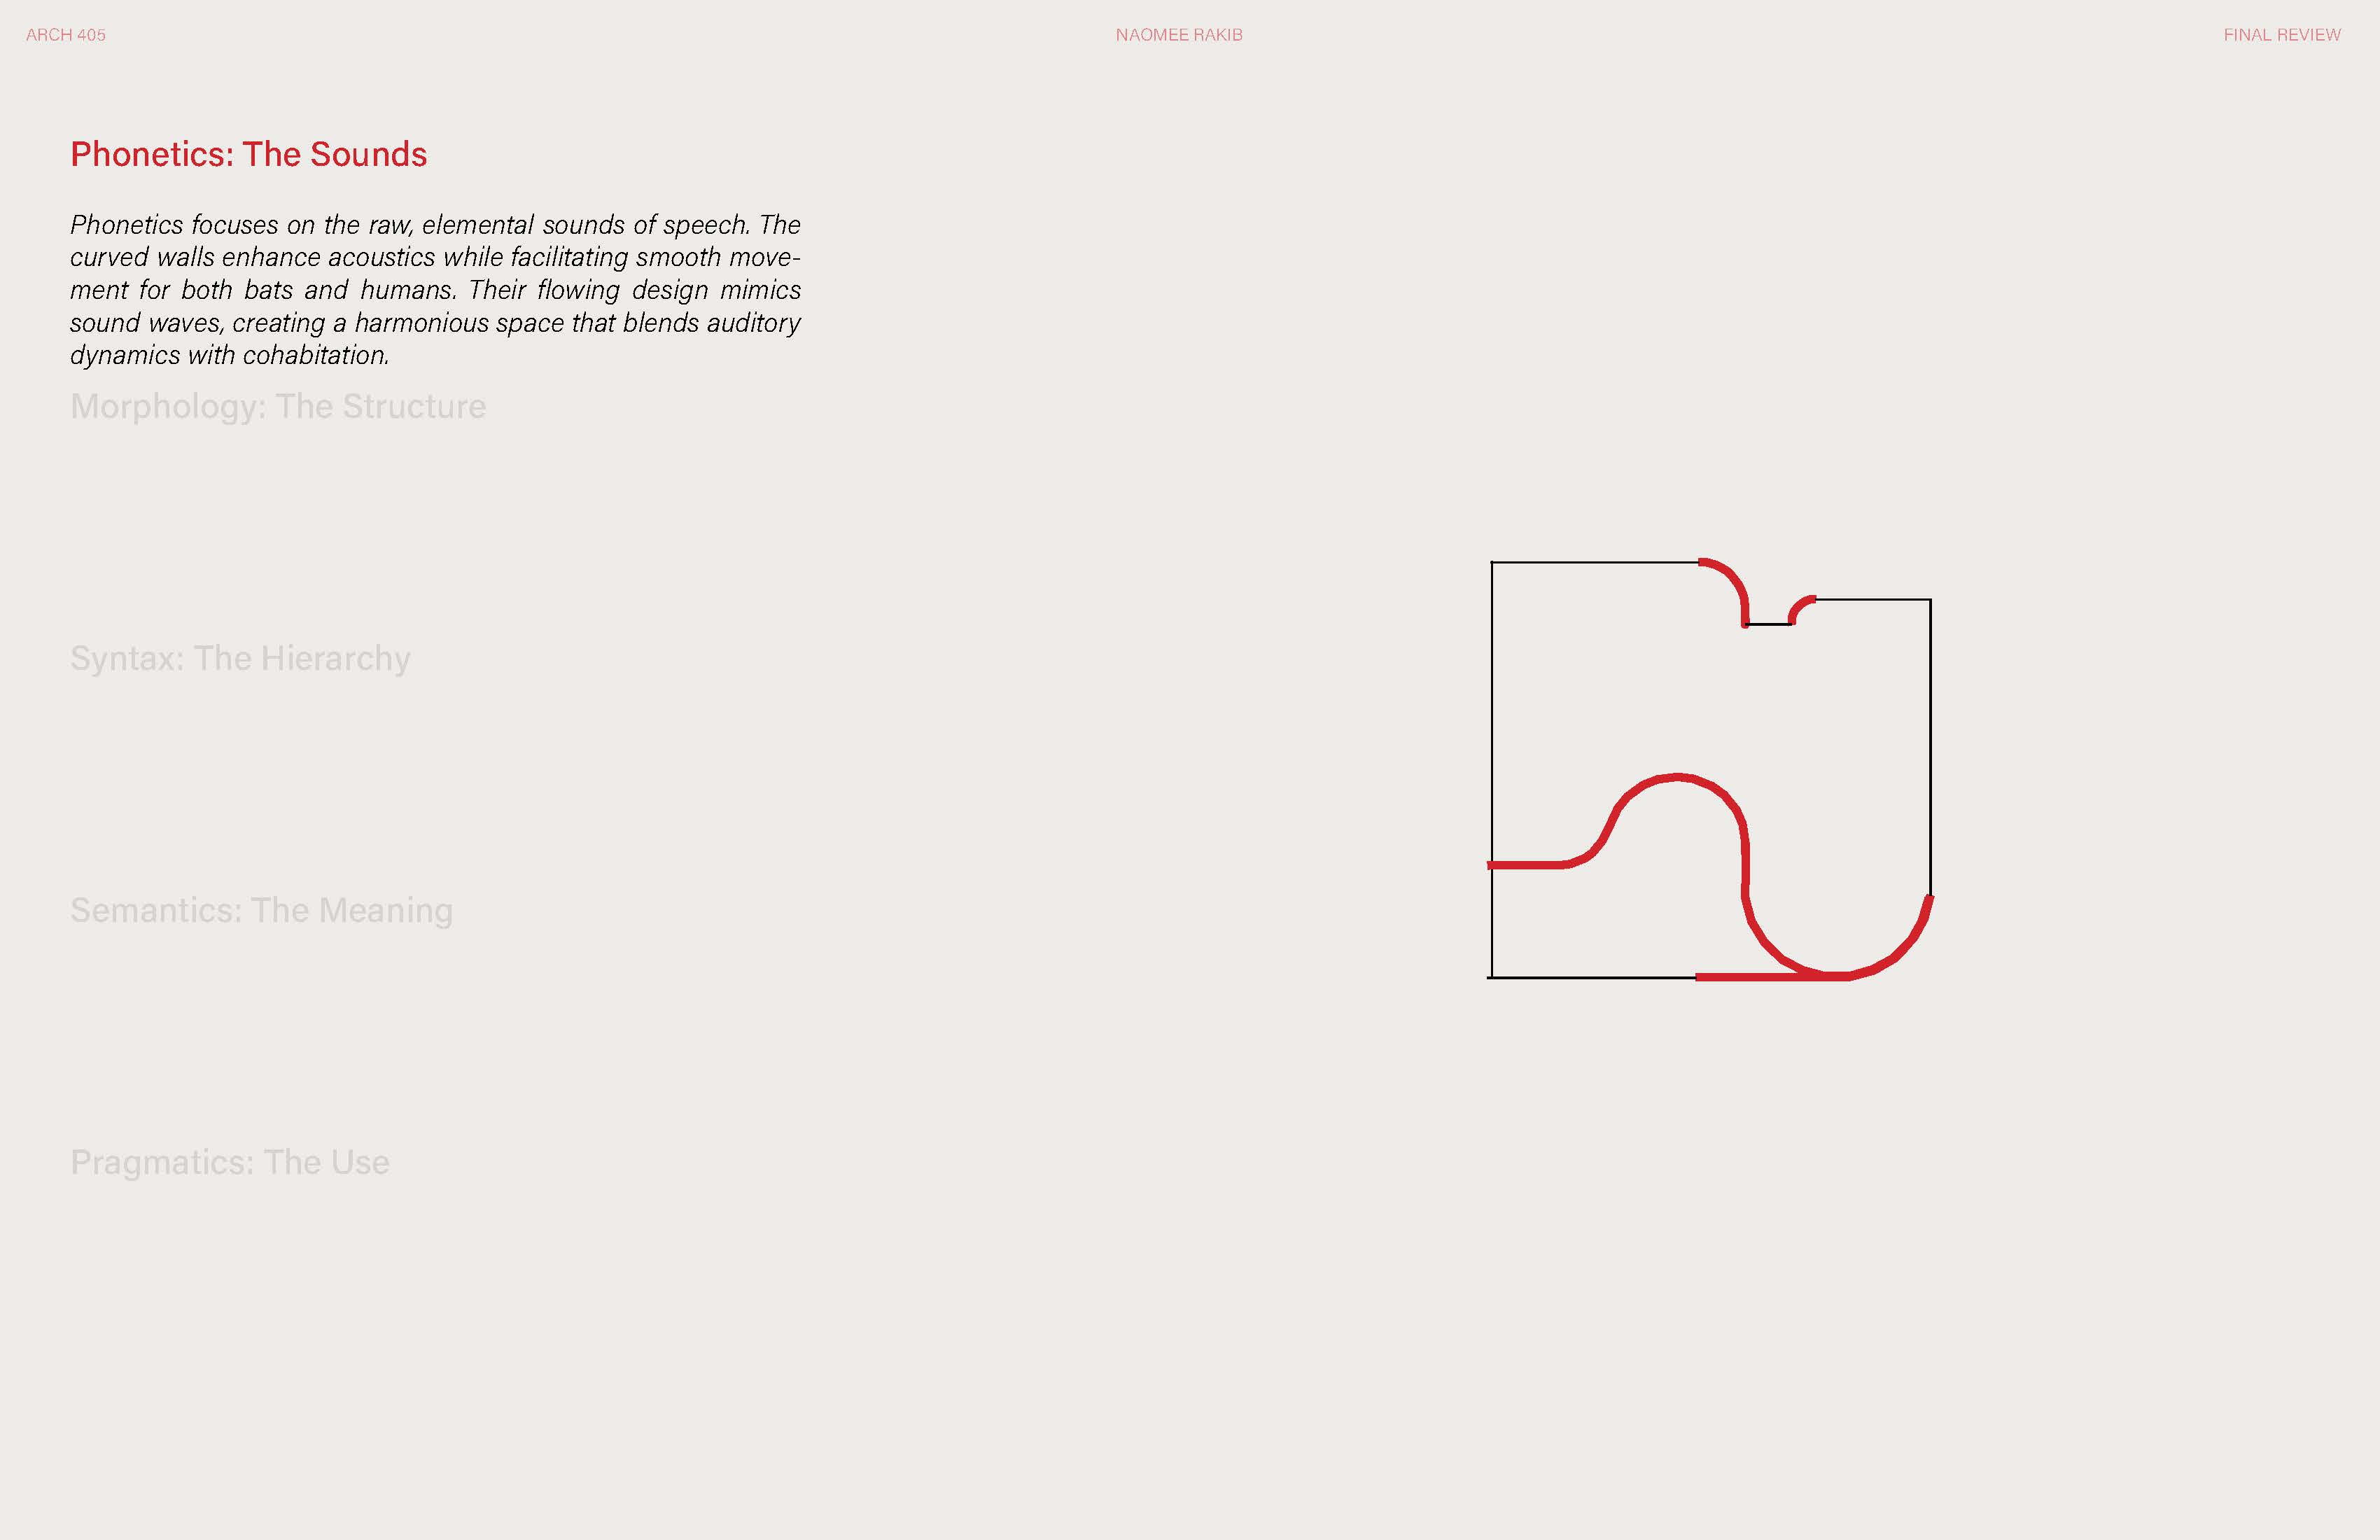 ARCH 405
NAOMEE RAKIB
FINAL REVIEW
Phonetics: The Sounds
Phonetics focuses on the raw, elemental sounds of speech. The
curved walls enhance acoustics while facilitating smooth move-
ment for both bats and humans. Their flowing design mimics
sound waves, creating a harmonious space that blends auditory
dynamics with cohabitation.
Morphology: The Structure
Syntax: The Hierarchy
Semantics: The Meaning
Pragmatics: The Use